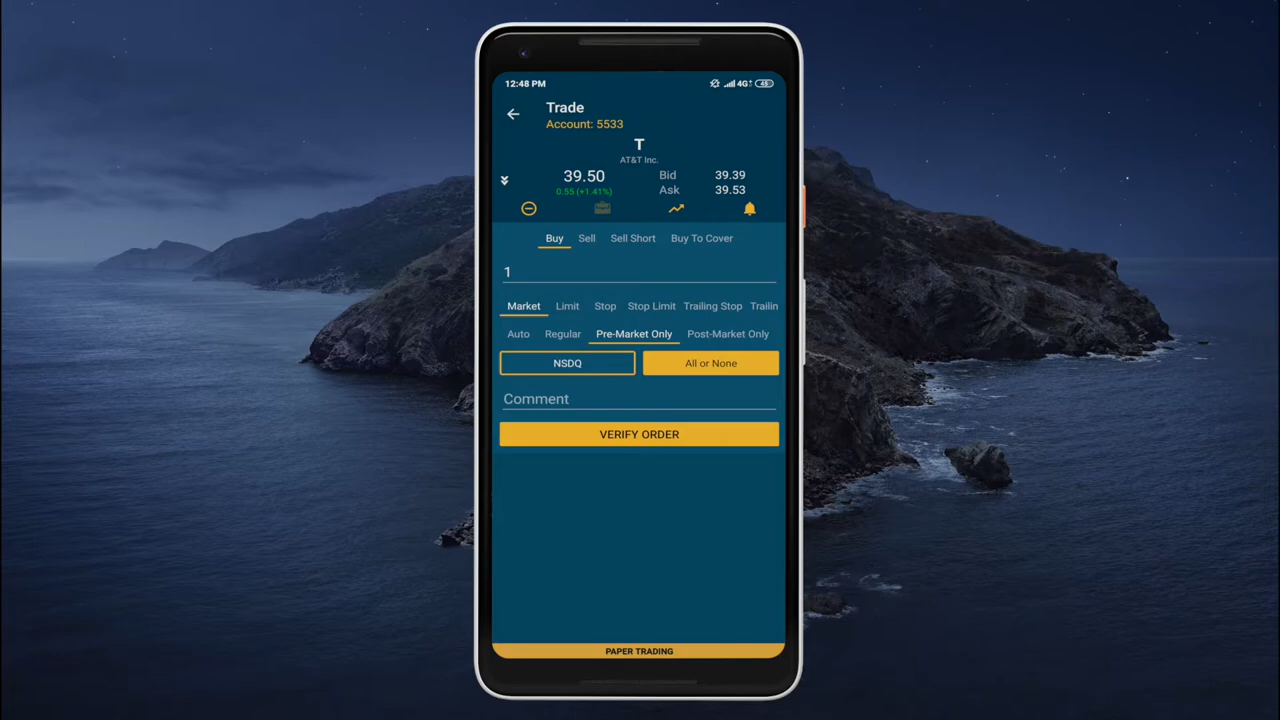 12:48 PM 4G 45
Trade
Account: 5533
T
AT&T Inc.
39.50 Bid 39.39
0.55 (+1.41%) Ask 39.53
Buy Sell Sell Short Buy To Cover
1
Market Limit Stop Stop Limit Trailing Stop Trailin
Auto Regular Pre-Market Only Post-Market Only
NSDQ All or None
Comment
VERIFY ORDER
PAPER TRADING